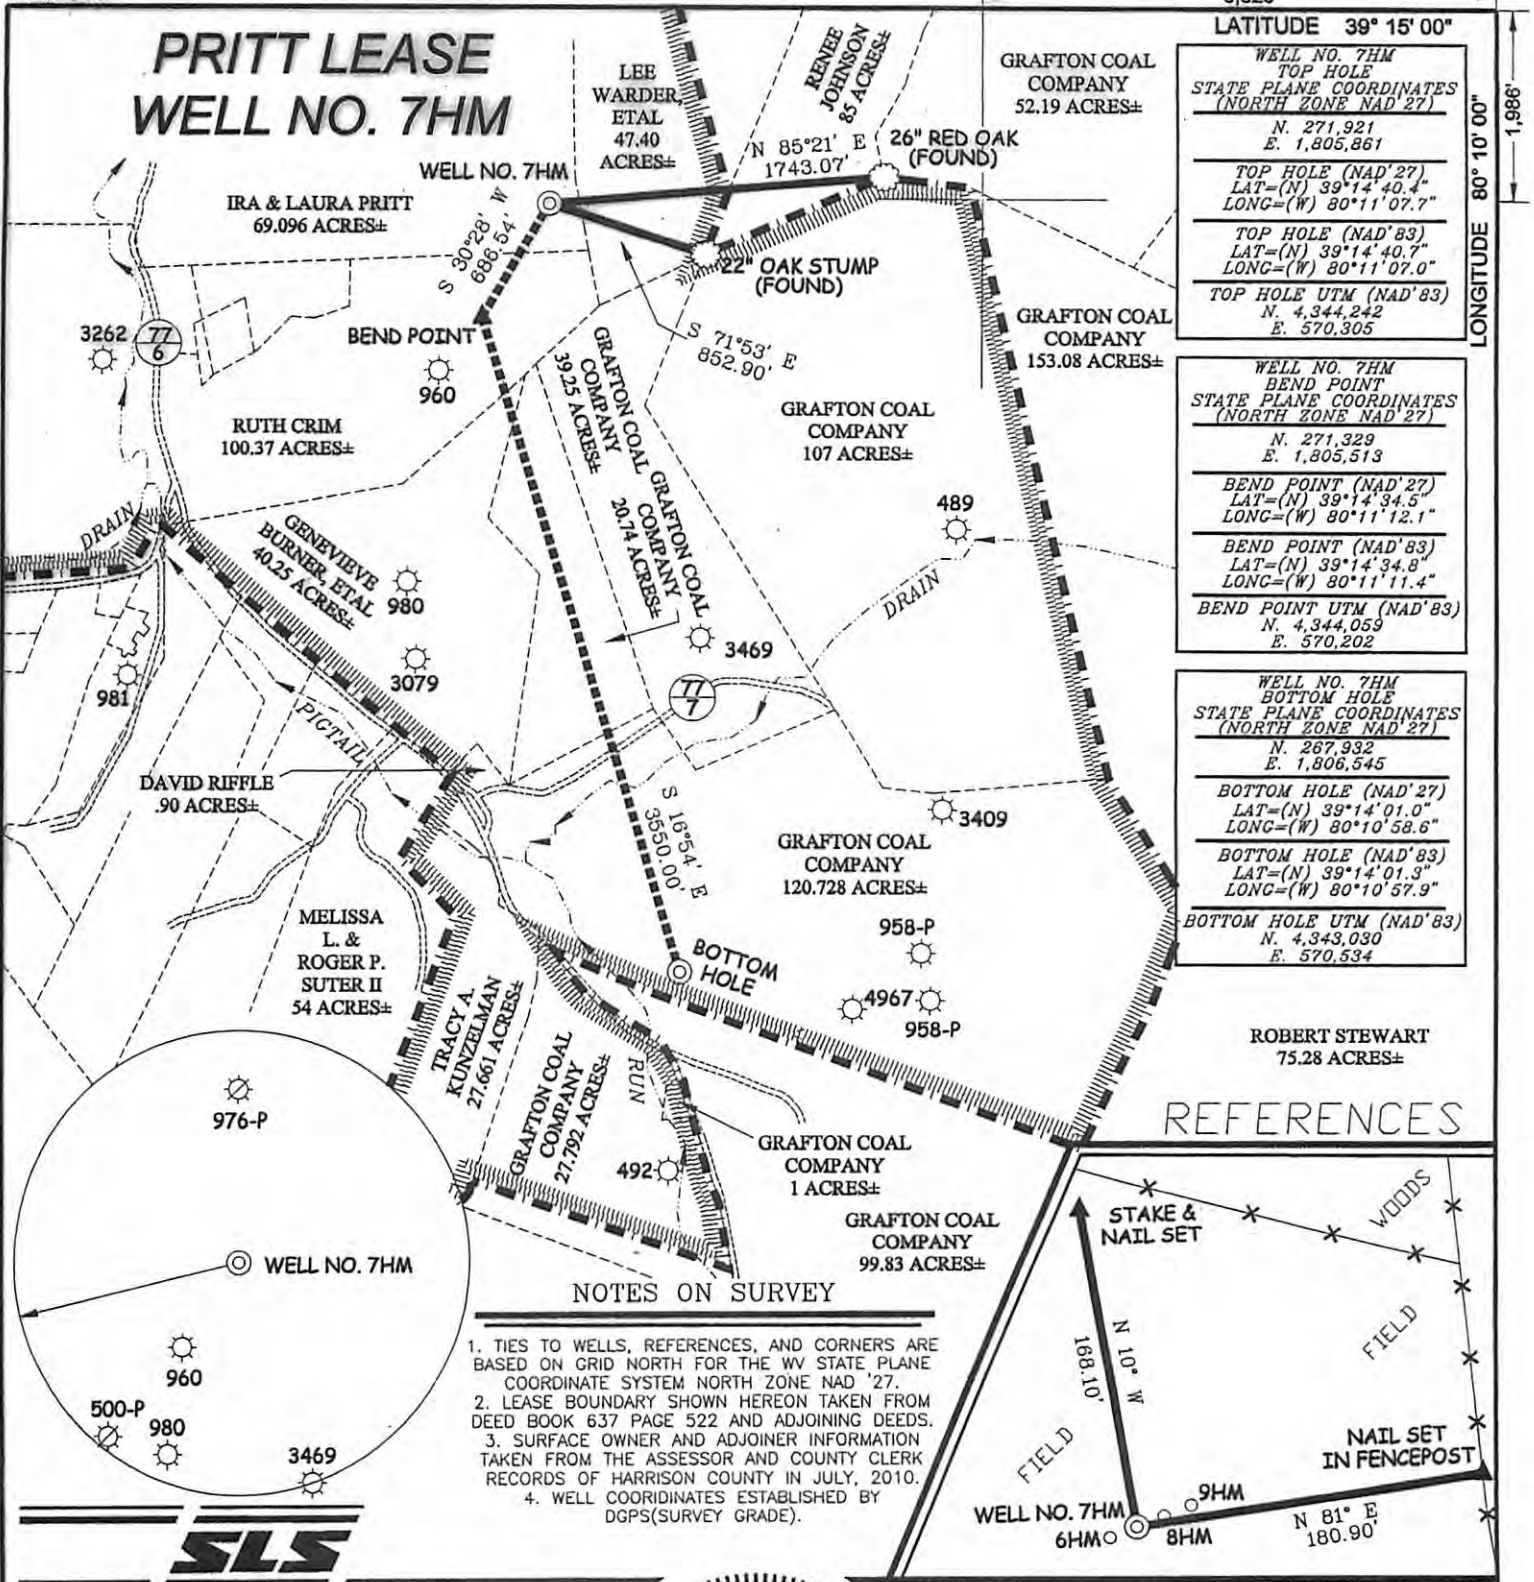 LATITUDE 39° 15' 00"
PRITT LEASE
WELL NO. 7HM
LEE
WARDER,
ETAL
47.40
ACRES±
RENEE
JOHNSON
85 ACRES±
GRAFTON COAL
COMPANY
52.19 ACRES±
1,986'
LONGITUDE 80° 10' 00"
WELL NO. 7HM
TOP HOLE
STATE PLANE COORDINATES
(NORTH ZONE NAD'27)
N. 271,921
E. 1,805,861
TOP HOLE (NAD'27)
LAT=(N) 39°14'40.4"
LONG=(W) 80°11'07.7"
TOP HOLE (NAD'83)
LAT=(N) 39°14'40.7"
LONG=(W) 80°11'07.0"
TOP HOLE UTM (NAD'83)
N. 4,344,242
E. 570,305
WELL NO. 7HM
N 85°21' E
1743.07'
26" RED OAK
(FOUND)
IRA & LAURA PRITT
69.096 ACRES±
S 30°28' W
686.54'
22" OAK STUMP
(FOUND)
3262
77
6
BEND POINT
960
S 71°53' E
852.90'
GRAFTON COAL
COMPANY
39.25 ACRES±
GRAFTON COAL
COMPANY
153.08 ACRES±
WELL NO. 7HM
BEND POINT
STATE PLANE COORDINATES
(NORTH ZONE NAD'27)
N. 271,329
E. 1,805,513
BEND POINT (NAD'27)
LAT=(N) 39°14'34.5"
LONG=(W) 80°11'12.1"
BEND POINT (NAD'83)
LAT=(N) 39°14'34.8"
LONG=(W) 80°11'11.4"
BEND POINT UTM (NAD'83)
N. 4,344,059
E. 570,202
RUTH CRIM
100.37 ACRES±
GRAFTON COAL
COMPANY
107 ACRES±
GRAFTON COAL
COMPANY
20.74 ACRES±
489
DRAIN
DRAIN
GENEVIEVE
BURNER, ETAL
40.25 ACRES±
980
3079
981
3469
77
7
PIGTAIL
WELL NO. 7HM
BOTTOM HOLE
STATE PLANE COORDINATES
(NORTH ZONE NAD'27)
N. 267,932
E. 1,806,545
BOTTOM HOLE (NAD'27)
LAT=(N) 39°14'01.0"
LONG=(W) 80°10'58.6"
BOTTOM HOLE (NAD'83)
LAT=(N) 39°14'01.3"
LONG=(W) 80°10'57.9"
BOTTOM HOLE UTM (NAD'83)
N. 4,343,030
E. 570,534
DAVID RIFFLE
.90 ACRES±
S 16°54' E
3550.00'
3409
GRAFTON COAL
COMPANY
120.728 ACRES±
MELISSA
L. &
ROGER P.
SUTER II
54 ACRES±
958-P
BOTTOM
HOLE
4967
958-P
TRACY A.
KUNZELMAN
27.661 ACRES±
GRAFTON COAL
COMPANY
27.792 ACRES±
RUN
ROBERT STEWART
75.28 ACRES±
REFERENCES
976-P
492
GRAFTON COAL
COMPANY
1 ACRES±
GRAFTON COAL
COMPANY
99.83 ACRES±
STAKE &
NAIL SET
WOODS
FIELD
N 10° W
168.10'
FIELD
NAIL SET
IN FENCEPOST
WELL NO. 7HM
9HM
6HM
8HM
N 81° E
180.90'
WELL NO. 7HM
960
500-P
980
3469
NOTES ON SURVEY
1. TIES TO WELLS, REFERENCES, AND CORNERS ARE
BASED ON GRID NORTH FOR THE WV STATE PLANE
COORDINATE SYSTEM NORTH ZONE NAD '27.
2. LEASE BOUNDARY SHOWN HEREON TAKEN FROM
DEED BOOK 637 PAGE 522 AND ADJOINING DEEDS.
3. SURFACE OWNER AND ADJOINER INFORMATION
TAKEN FROM THE ASSESSOR AND COUNTY CLERK
RECORDS OF HARRISON COUNTY IN JULY, 2010.
4. WELL COORIDINATES ESTABLISHED BY
DGPS(SURVEY GRADE).
SLS